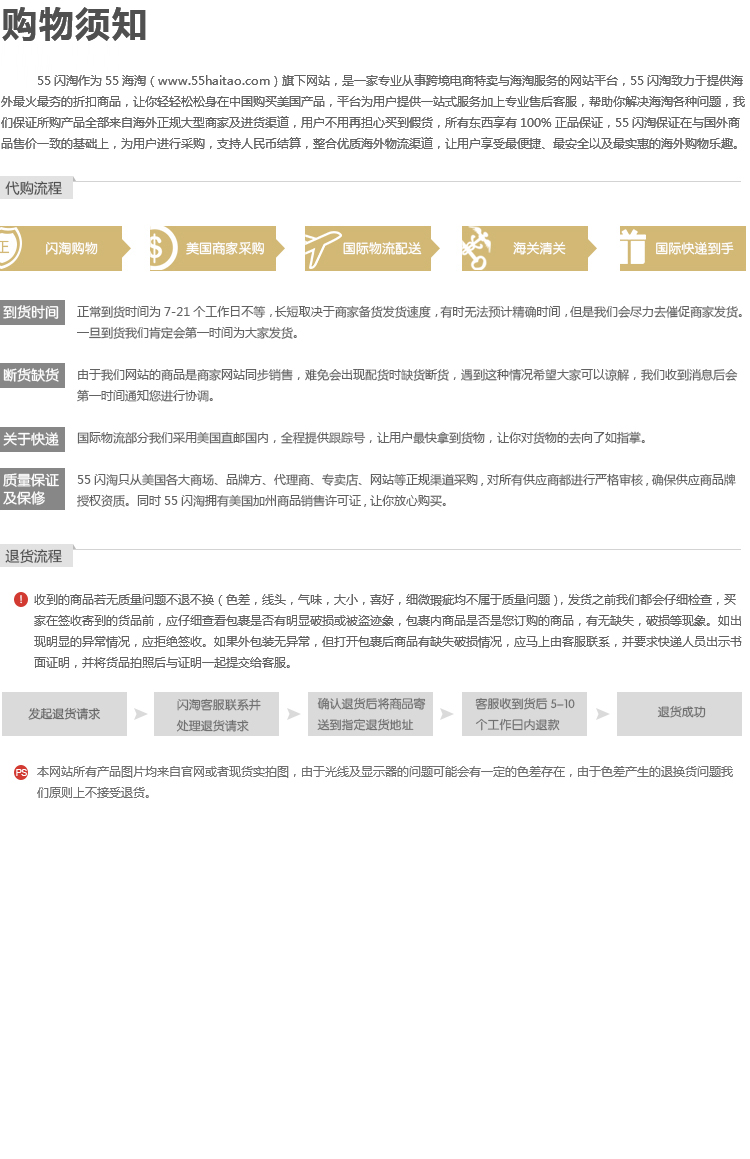 购物须知
55 闪淘作为 55 海淘（www.55haitao.com）旗下网站，是一家专业从事跨境电商特卖与海淘服务的网站平台，55 闪淘致力于提供海
外最火最夯的折扣商品，让你轻轻松松身在中国购买美国产品，平台为用户提供一站式服务加上专业售后客服，帮助你解决海淘各种问题，我
们保证所购产品全部来自海外正规大型商家及进货渠道，用户不用再担心买到假货，所有东西享有 100% 正品保证，55 闪淘保证在与国外商
品售价一致的基础上，为用户进行采购，支持人民币结算，整合优质海外物流渠道，让用户享受最便捷、最安全以及最实惠的海外购物乐趣。
代购流程
正 闪淘购物 $ 美国商家采购 国际物流配送 海关清关 国际快递到手
到货时间 正常到货时间为 7-21 个工作日不等，长短取决于商家备货发货速度，有时无法预计精确时间，但是我们会尽力去催促商家发货。
一旦到货我们肯定会第一时间为大家发货。
断货缺货 由于我们网站的商品是商家网站同步销售，难免会出现配货时缺货断货，遇到这种情况希望大家可以谅解，我们收到消息后会
第一时间通知您进行协调。
关于快递 国际物流部分我们采用美国直邮国内，全程提供跟踪号，让用户最快拿到货物，让你对货物的去向了如指掌。
质量保证 55 闪淘只从美国各大商场、品牌方、代理商、专卖店、网站等正规渠道采购，对所有供应商都进行严格审核，确保供应商品牌
及保修 授权资质。同时 55 闪淘拥有美国加州商品销售许可证，让你放心购买。
退货流程
! 收到的商品若无质量问题不退不换（色差，线头，气味，大小，喜好，细微瑕疵均不属于质量问题），发货之前我们都会仔细检查，买
家在签收寄到的货品前，应仔细查看包裹是否有明显破损或被盗迹象，包裹内商品是否是您订购的商品，有无缺失，破损等现象。如出
现明显的异常情况，应拒绝签收。如果外包装无异常，但打开包裹后商品有缺失破损情况，应马上由客服联系，并要求快递人员出示书
面证明，并将货品拍照后与证明一起提交给客服。
发起退货请求
闪淘客服联系并
处理退货请求
确认退货后将商品寄
送到指定退货地址
客服收到货后 5–10
个工作日内退款
退货成功
PS 本网站所有产品图片均来自官网或者现货实拍图，由于光线及显示器的问题可能会有一定的色差存在，由于色差产生的退换货问题我
们原则上不接受退货。